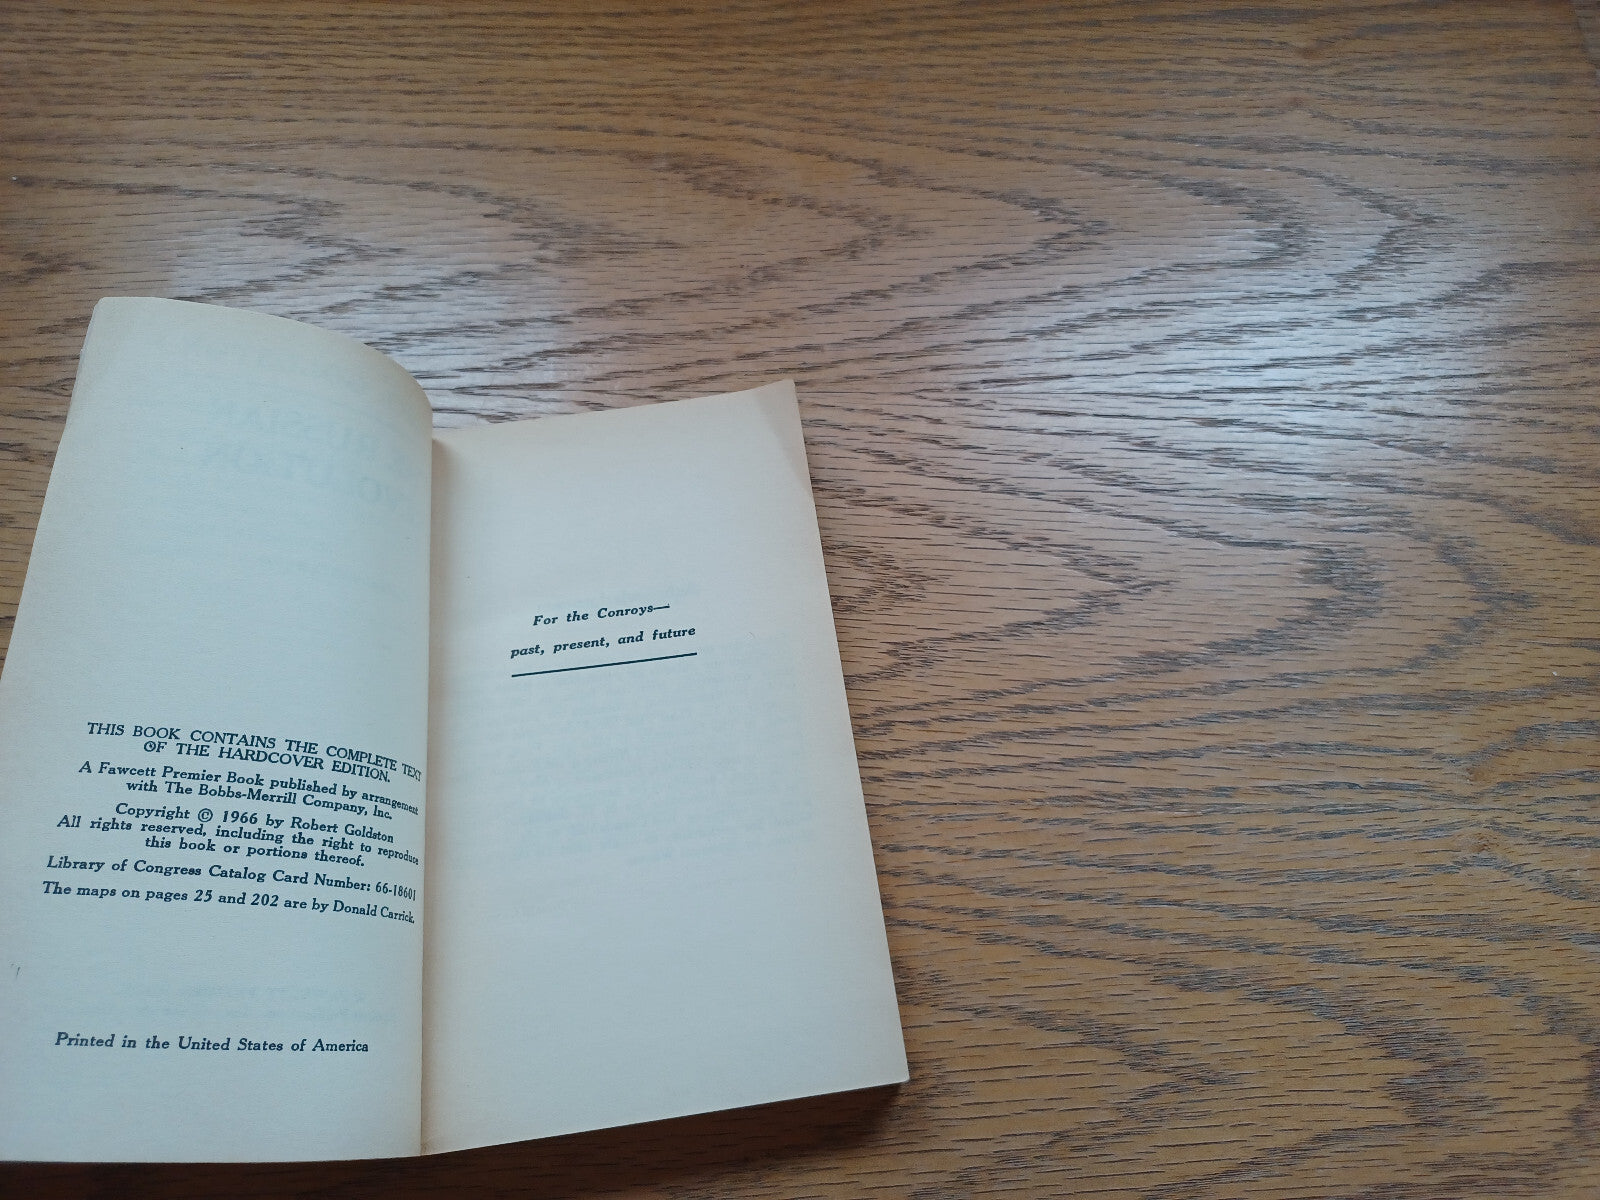 THIS BOOK CONTAINS THE COMPLETE TEXT
OF THE HARDCOVER EDITION.
A Fawcett Premier Book published by arrangement
with The Bobbs-Merrill Company, Inc.
Copyright © 1966 by Robert Goldston
All rights reserved, including the right to reproduce
this book or portions thereof.
Library of Congress Catalog Card Number: 66-18601
The maps on pages 25 and 202 are by Donald Carrick.
Printed in the United States of America
For the Conroys—
past, present, and future